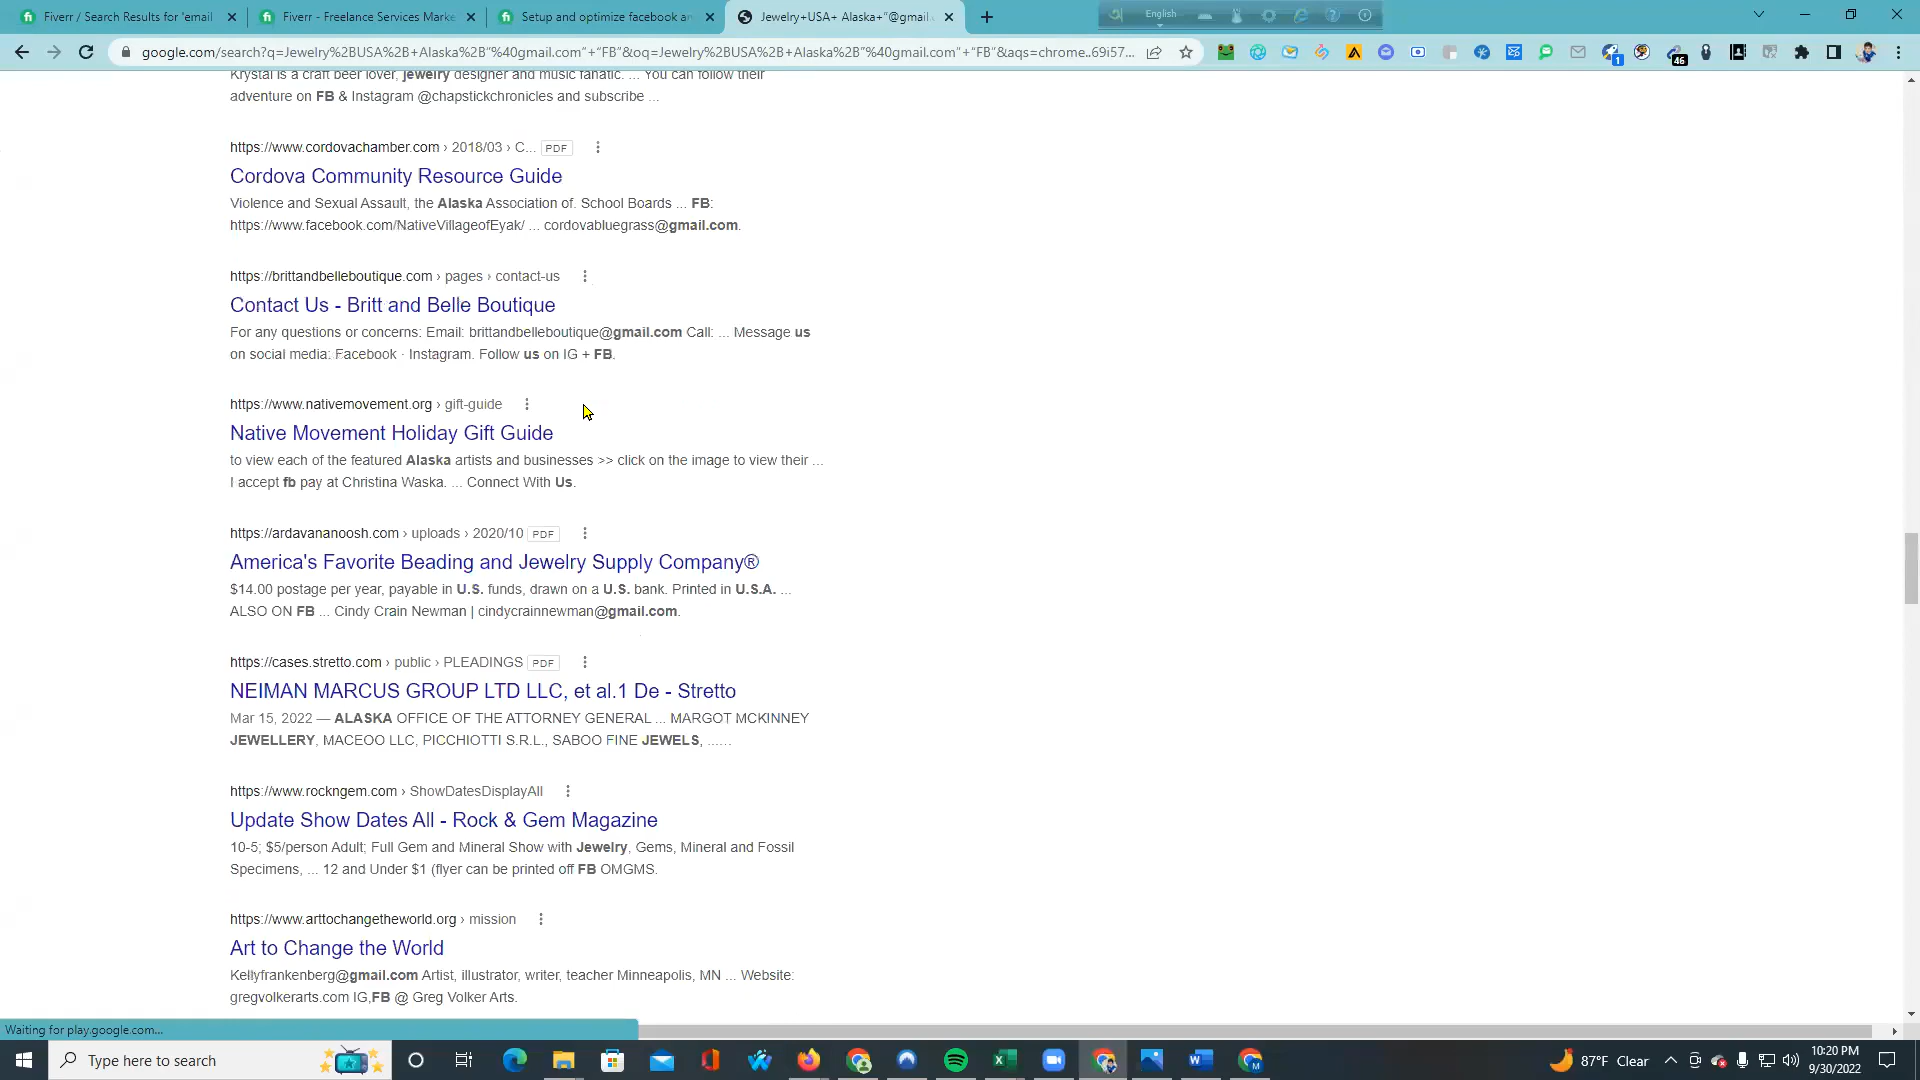 Fiverr / Search Results for 'email
Fiverr - Freelance Services Marke
Setup and optimize facebook an
Jewelry+USA+ Alaska+"@gmail.
English
google.com/search?q=Jewelry%2BUSA%2B+Alaska%2B"%40gmail.com"+"FB"&oq=Jewelry%2BUSA%2B+Alaska%2B"%40gmail.com"+"FB"&aqs=chrome..69i57...
1
46
Krystal is a craft beer lover, jewelry designer and music fanatic. ... You can follow their
adventure on FB & Instagram @chapstickchronicles and subscribe ...
https://www.cordovachamber.com › 2018/03 › C... PDF
Cordova Community Resource Guide
Violence and Sexual Assault, the Alaska Association of. School Boards ... FB:
https://www.facebook.com/NativeVillageofEyak/ ... cordovabluegrass@gmail.com.
https://brittandbelleboutique.com › pages › contact-us
Contact Us - Britt and Belle Boutique
For any questions or concerns: Email: brittandbelleboutique@gmail.com Call: ... Message us
on social media: Facebook · Instagram. Follow us on IG + FB.
https://www.nativemovement.org › gift-guide
Native Movement Holiday Gift Guide
to view each of the featured Alaska artists and businesses >> click on the image to view their ...
I accept fb pay at Christina Waska. ... Connect With Us.
https://ardavananoosh.com › uploads › 2020/10 PDF
America's Favorite Beading and Jewelry Supply Company®
$14.00 postage per year, payable in U.S. funds, drawn on a U.S. bank. Printed in U.S.A. ...
ALSO ON FB ... Cindy Crain Newman | cindycrainnewman@gmail.com.
https://cases.stretto.com › public › PLEADINGS PDF
NEIMAN MARCUS GROUP LTD LLC, et al.1 De - Stretto
Mar 15, 2022 — ALASKA OFFICE OF THE ATTORNEY GENERAL ... MARGOT MCKINNEY
JEWELLERY, MACEOO LLC, PICCHIOTTI S.R.L., SABOO FINE JEWELS, ......
https://www.rockngem.com › ShowDatesDisplayAll
Update Show Dates All - Rock & Gem Magazine
10-5; $5/person Adult; Full Gem and Mineral Show with Jewelry, Gems, Mineral and Fossil
Specimens, ... 12 and Under $1 (flyer can be printed off FB OMGMS.
https://www.arttochangetheworld.org › mission
Art to Change the World
Kellyfrankenberg@gmail.com Artist, illustrator, writer, teacher Minneapolis, MN ... Website:
gregvolkerarts.com IG,FB @ Greg Volker Arts.
Waiting for play.google.com...
Type here to search
87°F Clear
10:20 PM
9/30/2022